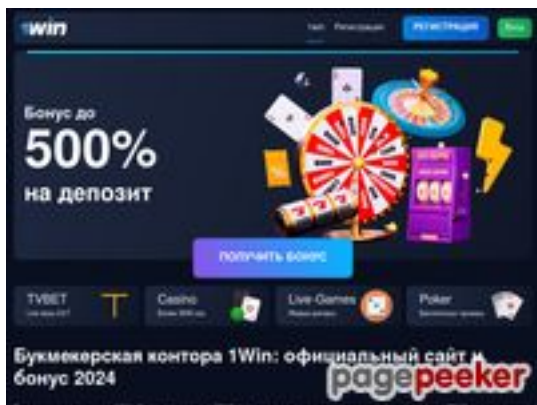 1win
Регистрация
РЕГИСТРАЦИЯ
Бонус до
500%
на депозит
ПОЛУЧИТЬ БОНУС
TVBET
Casino
Live-Games
Poker
Букмекерская контора 1Win: официальный сайт и
бонус 2024
pagepeeker